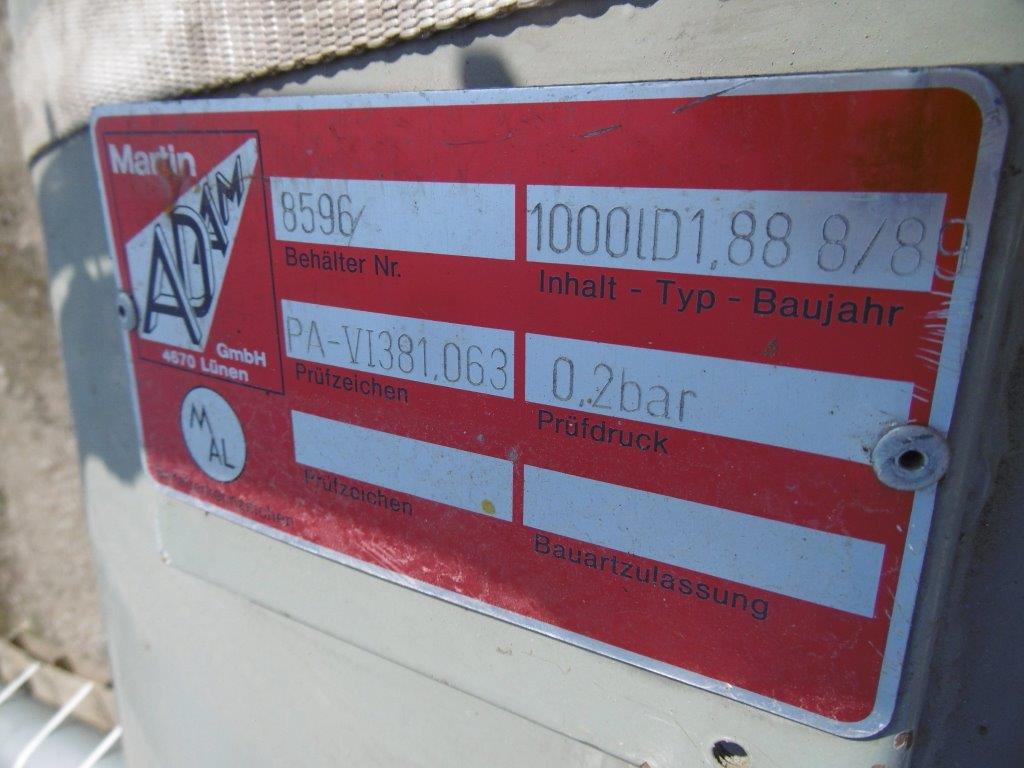 Martin
ADAM
GmbH
4670 Lünen
8596/
Behälter Nr.
1000lD1,88 8/89
Inhalt - Typ - Baujahr
PA-VI381,063
Prüfzeichen
0,2bar
Prüfdruck
M
AL
Prüfzeichen
Bauartzulassung